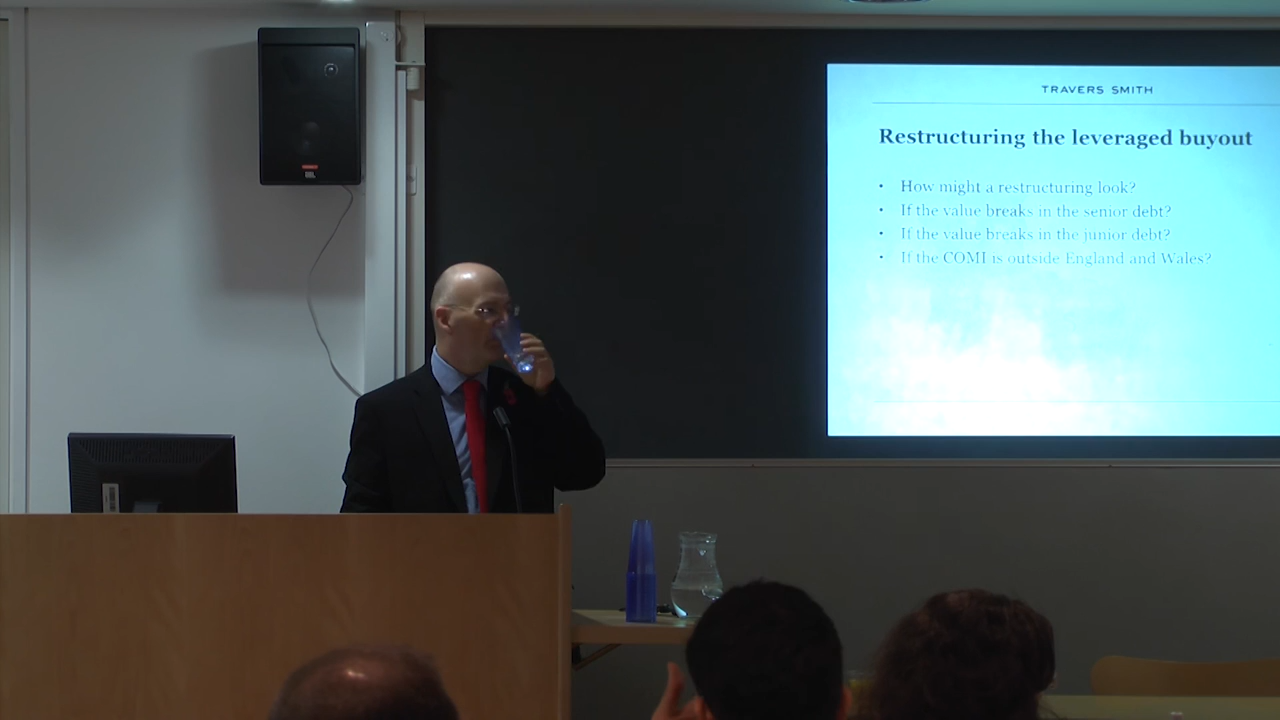 TRAVERS SMITH
Restructuring the leveraged buyout
• How might a restructuring look?
• If the value breaks in the senior debt?
• If the value breaks in the junior debt?
• If the COMI is outside England and Wales?
JBL